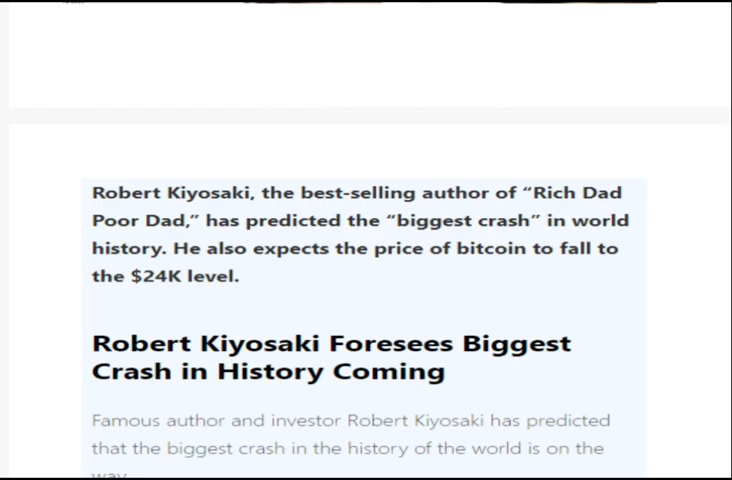 Robert Kiyosaki, the best-selling author of “Rich Dad
Poor Dad,” has predicted the “biggest crash” in world
history. He also expects the price of bitcoin to fall to
the $24K level.
Robert Kiyosaki Foresees Biggest
Crash in History Coming
Famous author and investor Robert Kiyosaki has predicted
that the biggest crash in the history of the world is on the
way